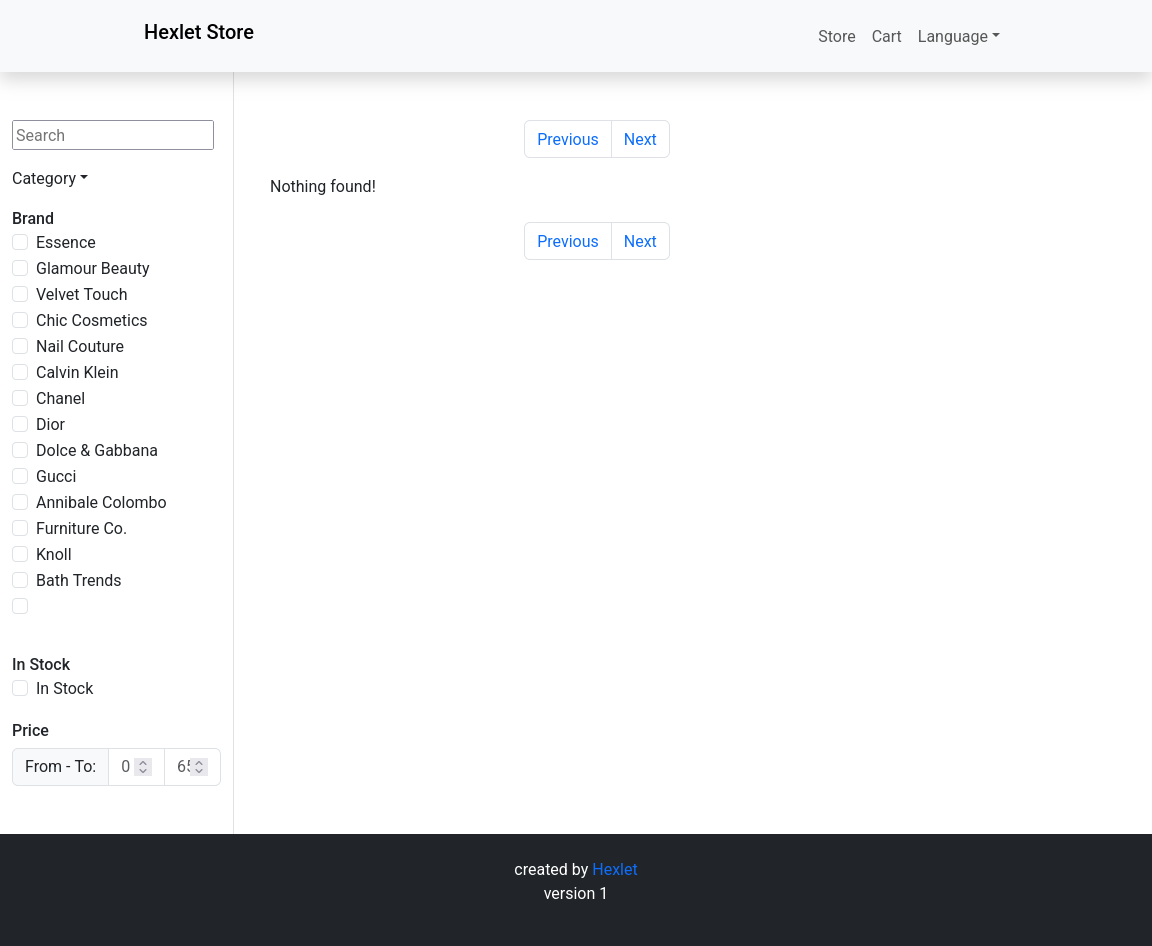 Hexlet Store
Store
Cart
Language
Search
Category
Brand
Essence
Glamour Beauty
Velvet Touch
Chic Cosmetics
Nail Couture
Calvin Klein
Chanel
Dior
Dolce & Gabbana
Gucci
Annibale Colombo
Furniture Co.
Knoll
Bath Trends
In Stock
In Stock
Price
From - To: 0
Previous Next
Nothing found!
Previous Next
created by Hexlet
version 1